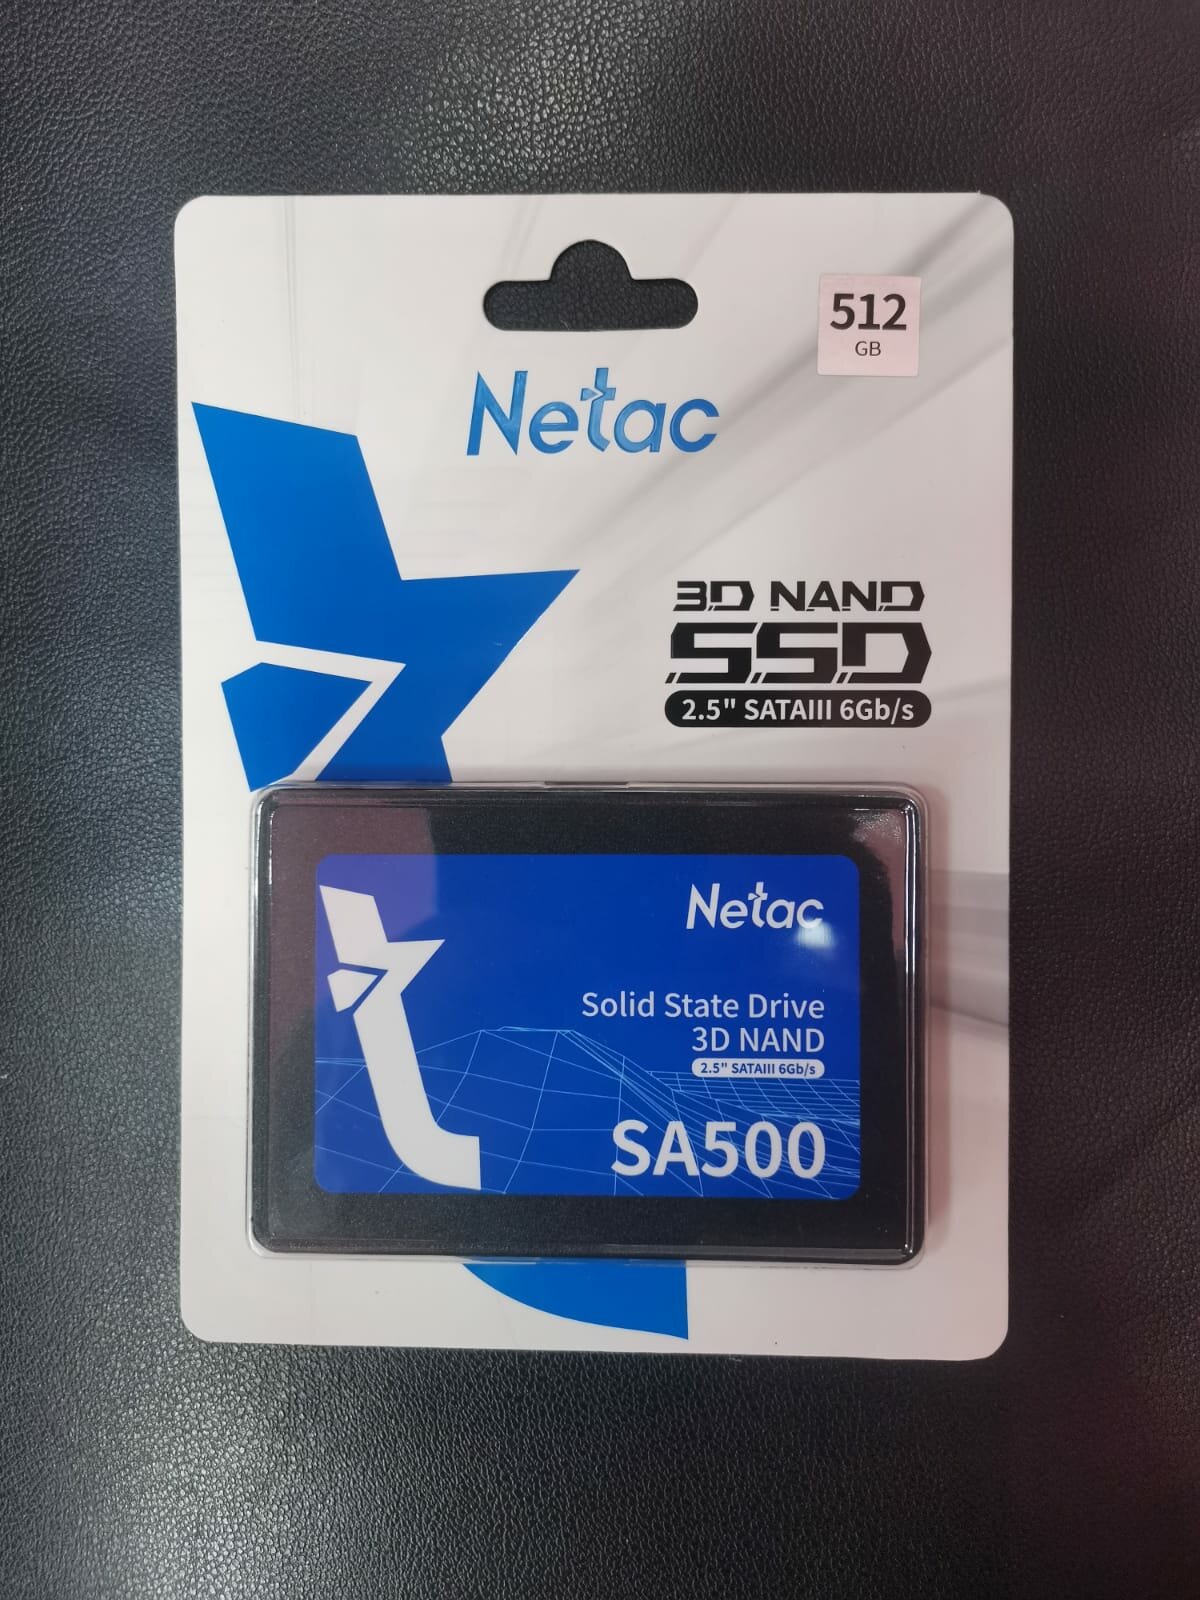 512
GB
Netac
3D NAND
SSD
2.5" SATAIII 6Gb/s
Netac
Solid State Drive
3D NAND
2.5" SATAIII 6Gb/s
SA500